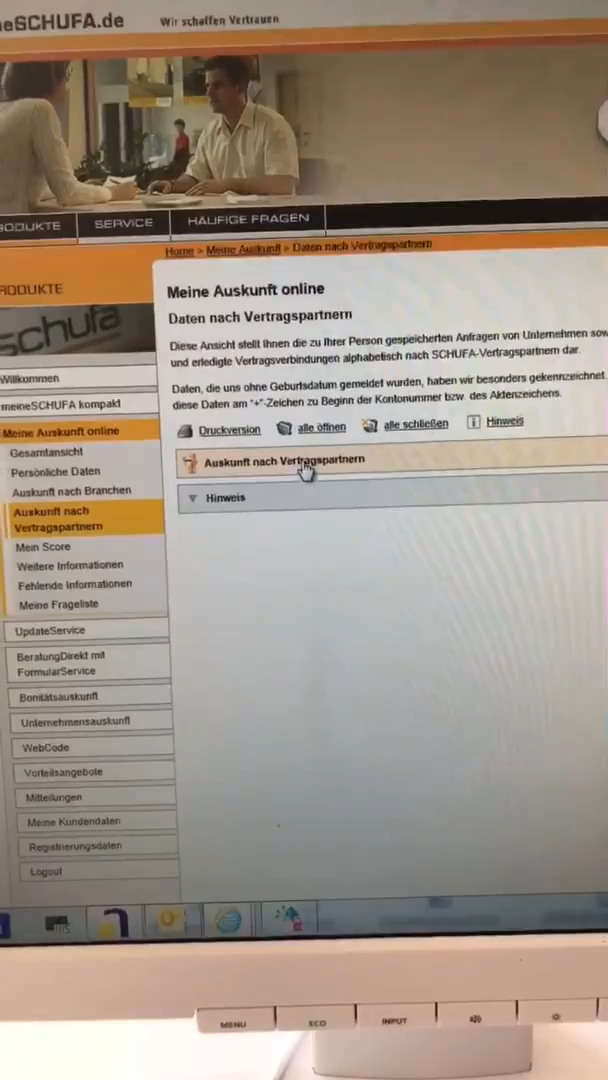 eSCHUFA.de
Wir schaffen Vertrauen
RODUKTE
SERVICE
HÄUFIGE FRAGEN
Home > Meine Auskunft > Daten nach Vertragspartnern
RODUKTE
schufa
Willkommen
meineSCHUFA kompakt
Meine Auskunft online
Gesamtansicht
Persönliche Daten
Auskunft nach Branchen
Auskunft nach
Vertragspartnern
Mein Score
Weitere Informationen
Fehlende Informationen
Meine Frageliste
UpdateService
BeratungDirekt mit
FormularService
Bonitätsauskunft
Unternehmensauskunft
WebCode
Vorteilsangebote
Mitteilungen
Meine Kundendaten
Registrierungsdaten
Logout
Meine Auskunft online
Daten nach Vertragspartnern
Diese Ansicht stellt Ihnen die zu Ihrer Person gespeicherten Anfragen von Unternehmen sow
und erledigte Vertragsverbindungen alphabetisch nach SCHUFA-Vertragspartnern dar.
Daten, die uns ohne Geburtsdatum gemeldet wurden, haben wir besonders gekennzeichnet.
diese Daten am "+"-Zeichen zu Beginn der Kontonummer bzw. des Aktenzeichens.
Druckversion
alle öffnen
alle schließen
Hinweis
Auskunft nach Vertragspartnern
Hinweis
MENU
ECO
INPUT